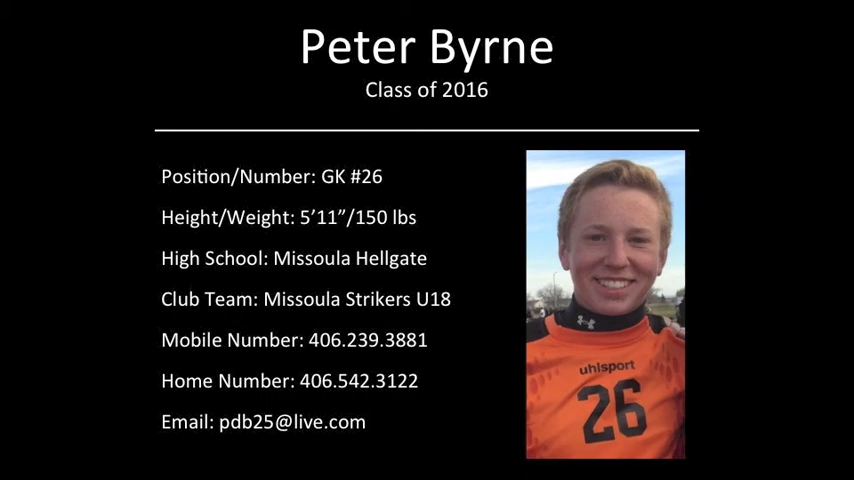 Peter Byrne
Class of 2016
Position/Number: GK #26
Height/Weight: 5’11”/150 lbs
High School: Missoula Hellgate
Club Team: Missoula Strikers U18
Mobile Number: 406.239.3881
Home Number: 406.542.3122
Email: pdb25@live.com
uhlsport
26